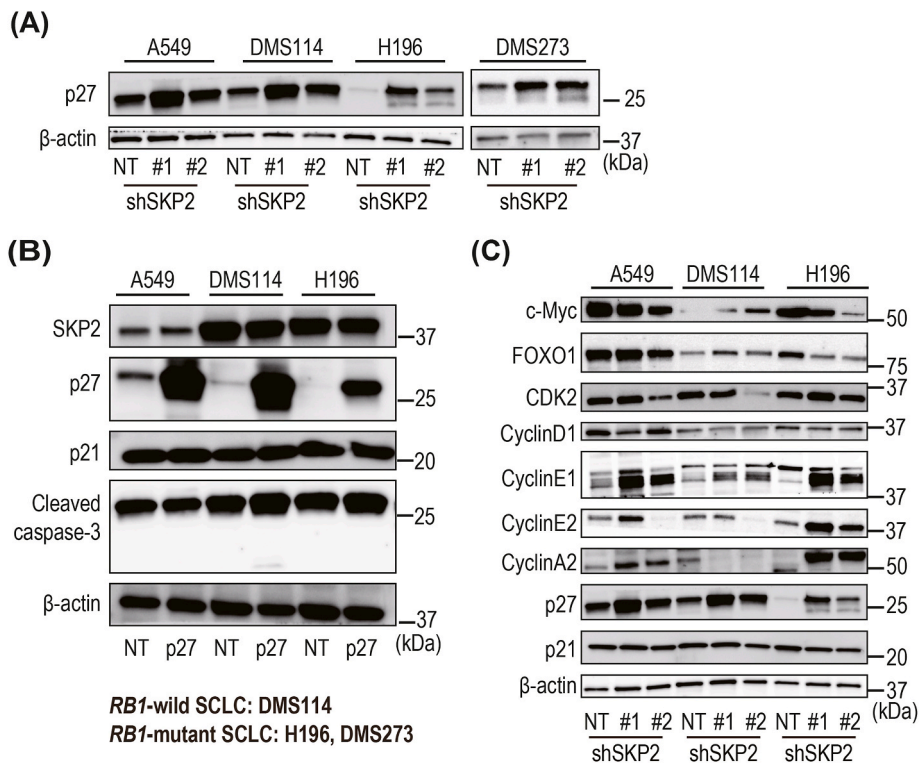 (A)
A549 DMS114 H196 DMS273
p27
25
β-actin
37
NT #1 #2 NT #1 #2 NT #1 #2 NT #1 #2 (kDa)
shSKP2 shSKP2 shSKP2 shSKP2
(B)
A549 DMS114 H196
SKP2
37
p27
25
p21
20
Cleaved
caspase-3
25
β-actin
37
NT p27 NT p27 NT p27 (kDa)
RB1-wild SCLC: DMS114
RB1-mutant SCLC: H196, DMS273
(C)
A549 DMS114 H196
c-Myc
50
FOXO1
75
CDK2
37
CyclinD1
37
CyclinE1
37
CyclinE2
37
CyclinA2
50
p27
25
p21
20
β-actin
37
(kDa)
NT #1 #2 NT #1 #2 NT #1 #2
shSKP2 shSKP2 shSKP2